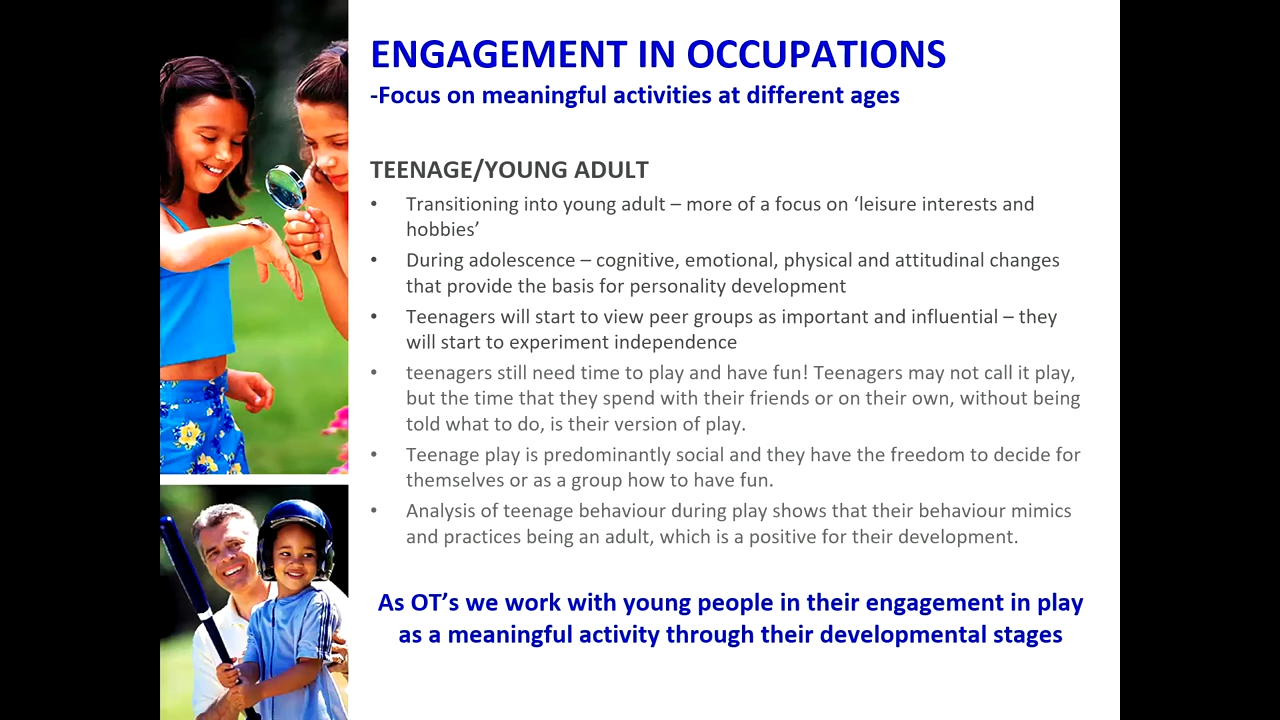 ENGAGEMENT IN OCCUPATIONS
-Focus on meaningful activities at different ages
TEENAGE/YOUNG ADULT
• Transitioning into young adult – more of a focus on ‘leisure interests and
hobbies’
• During adolescence – cognitive, emotional, physical and attitudinal changes
that provide the basis for personality development
• Teenagers will start to view peer groups as important and influential – they
will start to experiment independence
• teenagers still need time to play and have fun! Teenagers may not call it play,
but the time that they spend with their friends or on their own, without being
told what to do, is their version of play.
• Teenage play is predominantly social and they have the freedom to decide for
themselves or as a group how to have fun.
• Analysis of teenage behaviour during play shows that their behaviour mimics
and practices being an adult, which is a positive for their development.
As OT’s we work with young people in their engagement in play
as a meaningful activity through their developmental stages